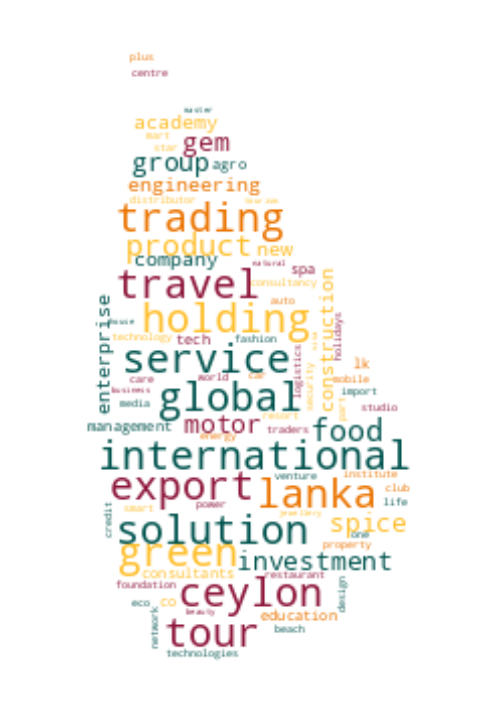 plus
centre
master
academy
mart
gem
star
group agro
engineering
distributor
trading
product new
company
natural spa
travel consultancy
auto
holding construction
enterprise house holidays
technology tech fashion
service
logistics
care world car lk
business mobile
global security import
media part studio
motor resort
management traders food
energy
international
venture institute
export lanka club
power life
smart jewellery
credit solution spice
one
green property
investment
consultants restaurant
foundation
ceylon design
eco co beauty
network education
tour beach
technologies